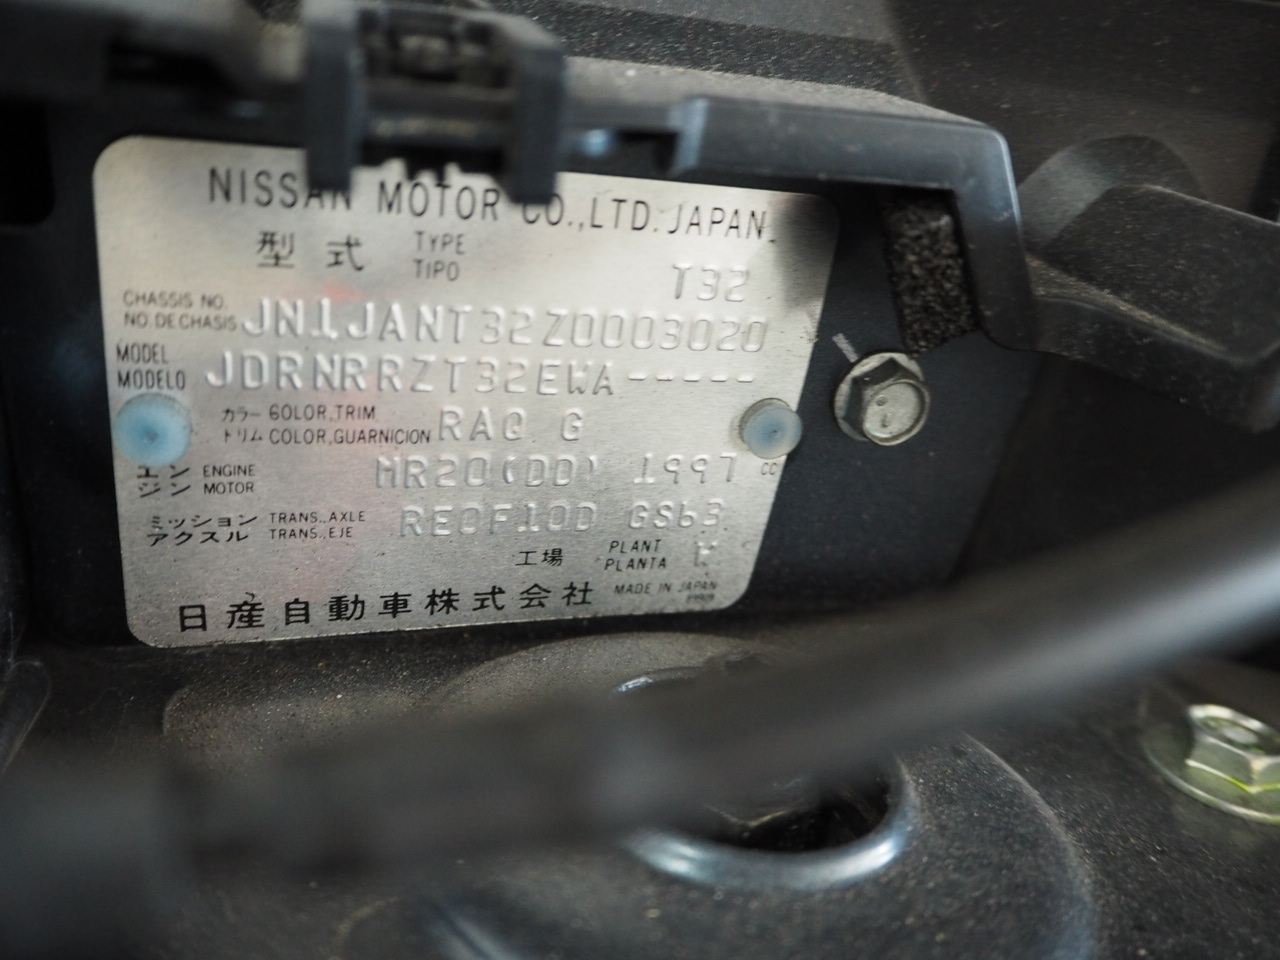 NISSAN MOTOR CO.,LTD. JAPAN
型式 TYPE TIPO T32
CHASSIS NO. NO.DE CHASIS JN1JANT32Z0003020
MODEL MODELO JDRNRRZT32EWA-----
カラー トリム COLOR,TRIM COLOR,GUARNICION RAQ G
エンジン ENGINE MOTOR MR20(DD) 1997 CC
ミッション アクスル TRANS.,AXLE TRANS.,EJE RE0F10D GS63
工場 PLANT PLANTA
日産自動車株式会社 MADE IN JAPAN